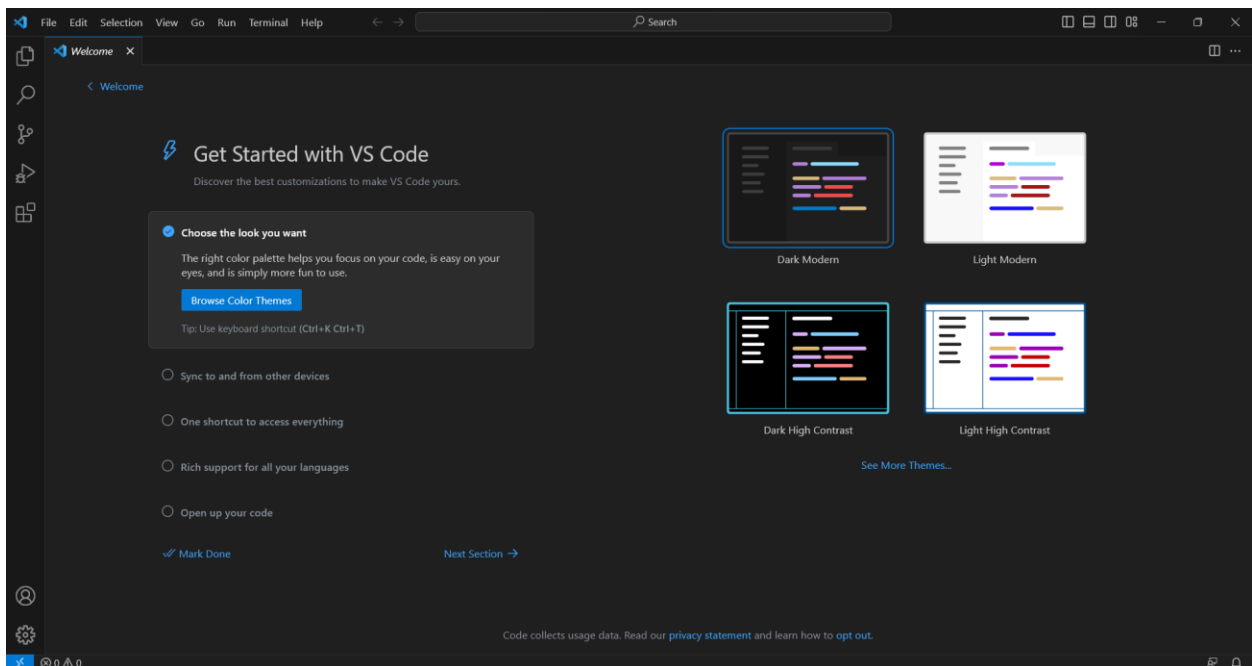 File Edit Selection View Go Run Terminal Help Search
Welcome
Welcome
Get Started with VS Code
Discover the best customizations to make VS Code yours.
Choose the look you want
The right color palette helps you focus on your code, is easy on your
eyes, and is simply more fun to use.
Browse Color Themes
Tip: Use keyboard shortcut (Ctrl+K Ctrl+T)
Sync to and from other devices
One shortcut to access everything
Rich support for all your languages
Open up your code
Mark Done Next Section
Dark Modern Light Modern
Dark High Contrast Light High Contrast
See More Themes...
Code collects usage data. Read our privacy statement and learn how to opt out.
0 0